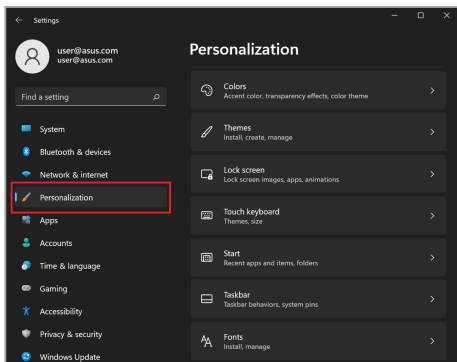 Settings
user@asus.com
user@asus.com
Find a setting
System
Bluetooth & devices
Network & internet
Personalization
Apps
Accounts
Time & language
Gaming
Accessibility
Privacy & security
Windows Update
Personalization
Colors
Accent color, transparency effects, color theme
Themes
Install, create, manage
Lock screen
Lock screen images, apps, animations
Touch keyboard
Themes, size
Start
Recent apps and items, folders
Taskbar
Taskbar behaviors, system pins
Fonts
Install, manage